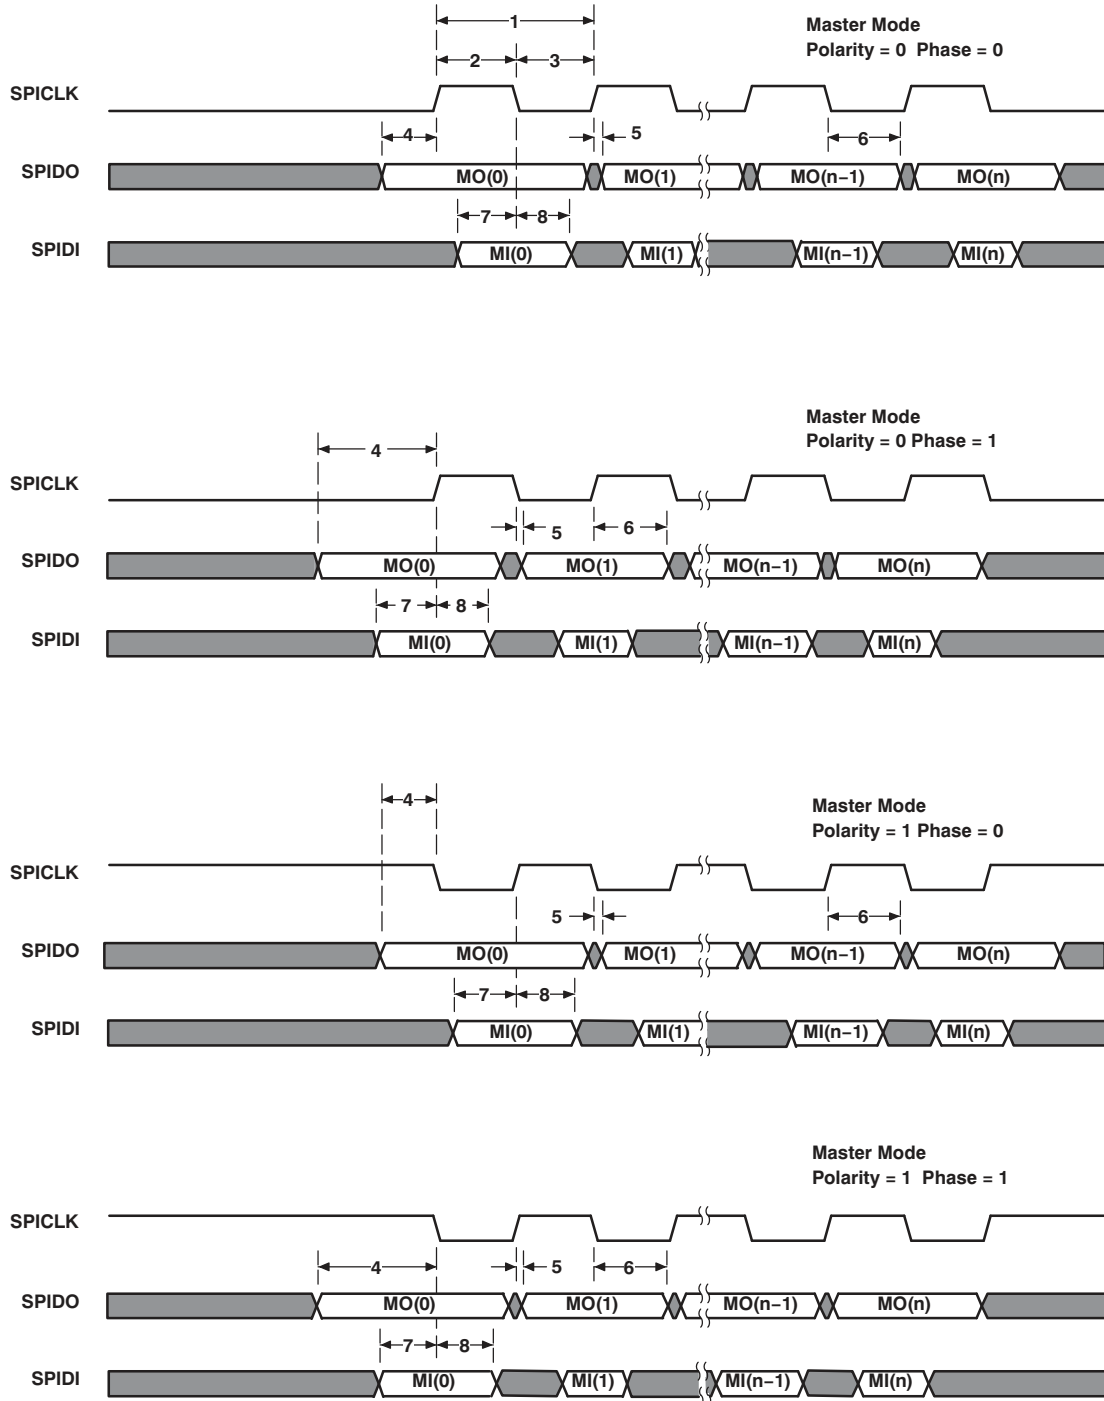 1
Master Mode
Polarity = 0 Phase = 0
2 3
SPICLK
4 5 6
SPIDO MO(0) MO(1) MO(n−1) MO(n)
7 8
SPIDI MI(0) MI(1) MI(n−1) MI(n)
Master Mode
Polarity = 0 Phase = 1
4
SPICLK
5 6
SPIDO MO(0) MO(1) MO(n−1) MO(n)
7 8
SPIDI MI(0) MI(1) MI(n−1) MI(n)
4
Master Mode
Polarity = 1 Phase = 0
SPICLK
5 6
SPIDO MO(0) MO(1) MO(n−1) MO(n)
7 8
SPIDI MI(0) MI(1) MI(n−1) MI(n)
Master Mode
Polarity = 1 Phase = 1
SPICLK
4 5 6
SPIDO MO(0) MO(1) MO(n−1) MO(n)
7 8
SPIDI MI(0) MI(1) MI(n−1) MI(n)